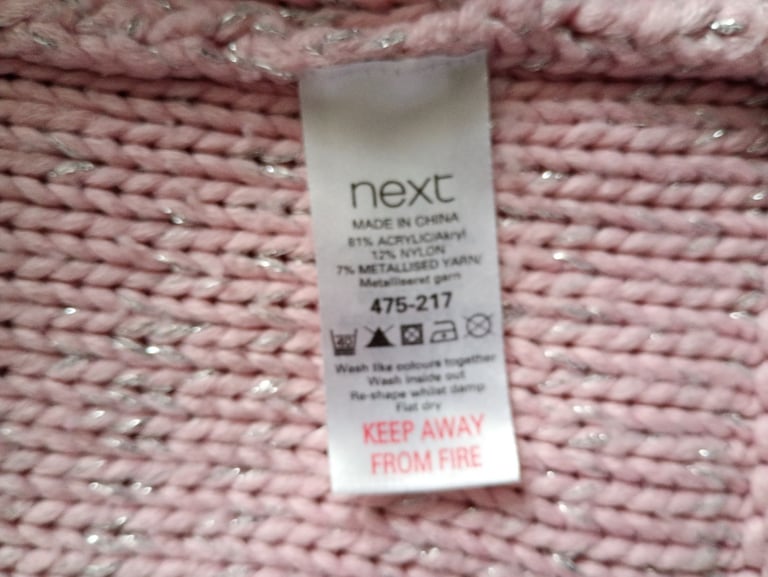 next
MADE IN CHINA
81% ACRYLIC/Akryl
12% NYLON
7% METALLISED YARN/
Metalliseret garn
475-217
40
Wash like colours together
Wash inside out
Re-shape whilst damp
Flat dry
KEEP AWAY
FROM FIRE